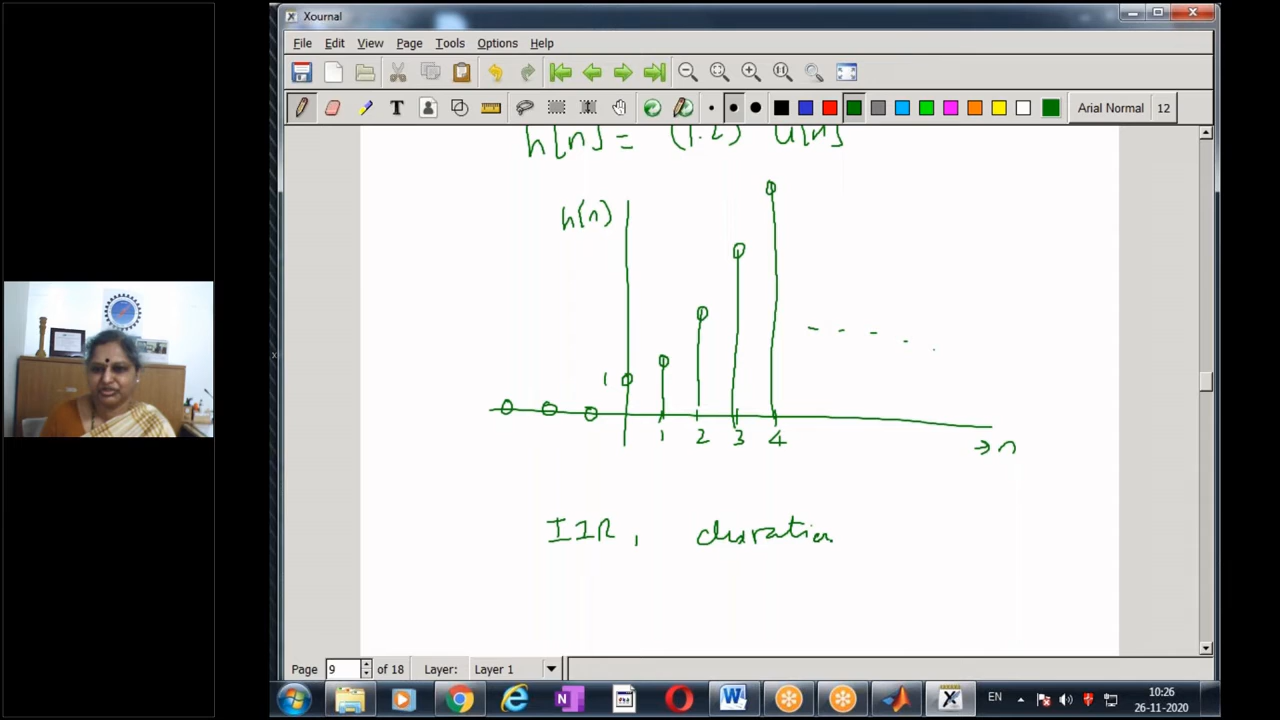 Xournal
File Edit View Page Tools Options Help
Arial Normal 12
h[n] = (1.2) u[n]
h(n)
1
1 2 3 4
→ n
IIR, duration
Page 9 of 18 Layer: Layer 1
EN 10:26
26-11-2020